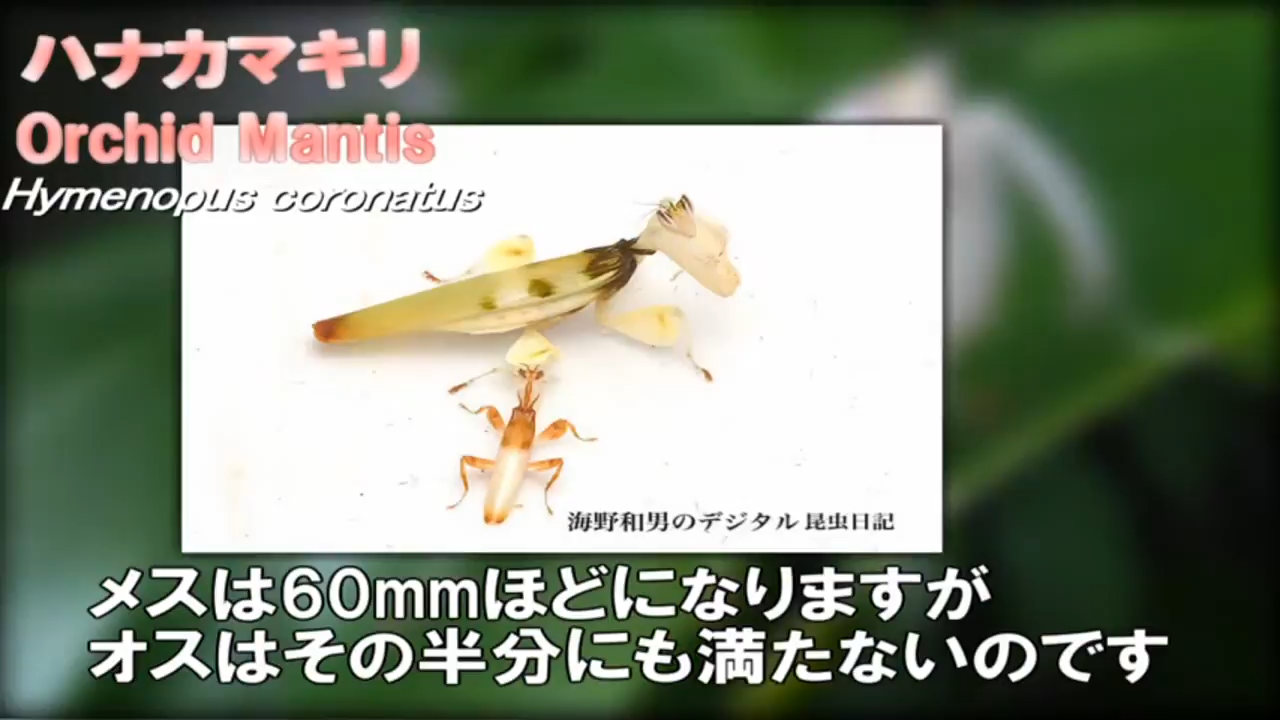 ハナカマキリ
Orchid Mantis
Hymenopus coronatus
海野和男のデジタル昆虫日記
メスは60mmほどになりますが
オスはその半分にも満たないのです